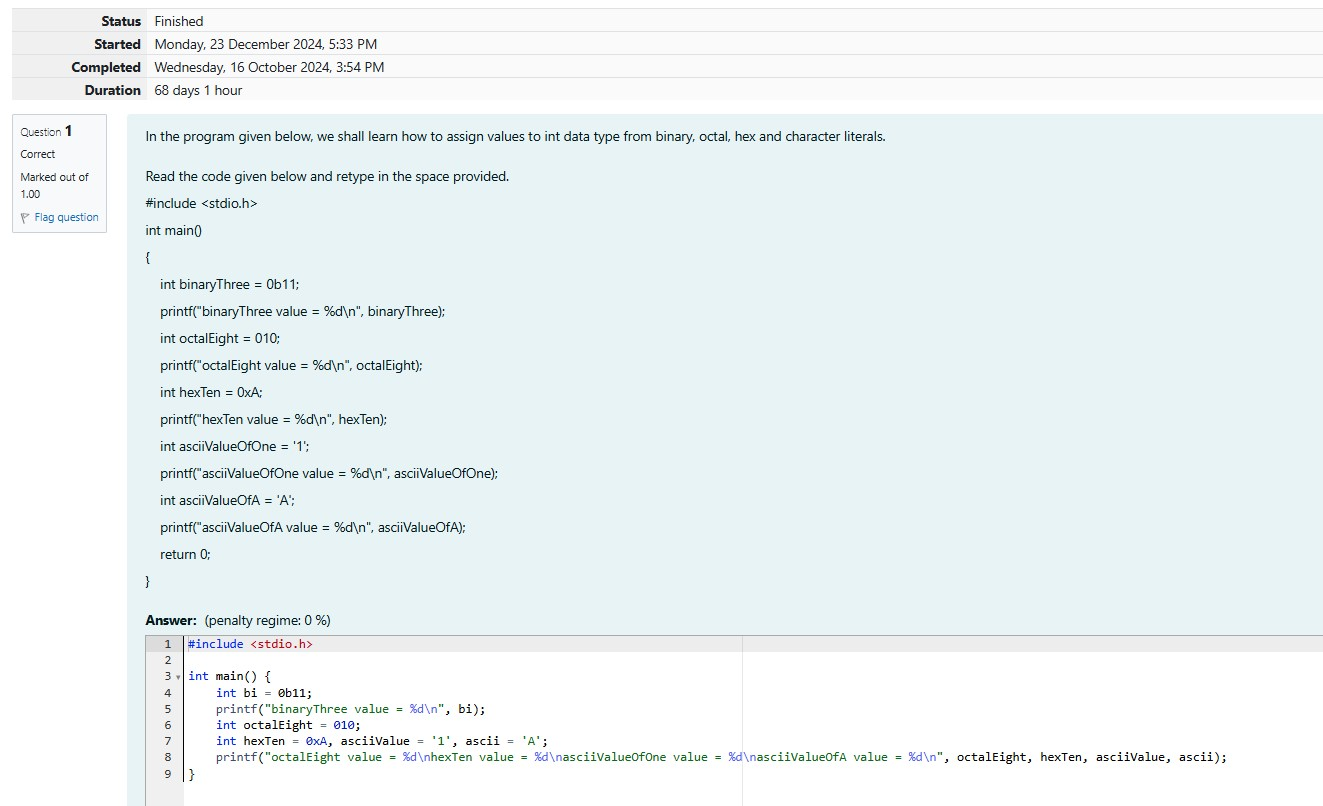 Status Finished
Started Monday, 23 December 2024, 5:33 PM
Completed Wednesday, 16 October 2024, 3:54 PM
Duration 68 days 1 hour
Question 1
Correct
Marked out of
1.00
Flag question
In the program given below, we shall learn how to assign values to int data type from binary, octal, hex and character literals.
Read the code given below and retype in the space provided.
#include <stdio.h>
int main()
{
int binaryThree = 0b11;
printf("binaryThree value = %d\n", binaryThree);
int octalEight = 010;
printf("octalEight value = %d\n", octalEight);
int hexTen = 0xA;
printf("hexTen value = %d\n", hexTen);
int asciiValueOfOne = '1';
printf("asciiValueOfOne value = %d\n", asciiValueOfOne);
int asciiValueOfA = 'A';
printf("asciiValueOfA value = %d\n", asciiValueOfA);
return 0;
}
Answer: (penalty regime: 0 %)
1 #include <stdio.h>
2
3 int main() {
4 int bi = 0b11;
5 printf("binaryThree value = %d\n", bi);
6 int octalEight = 010;
7 int hexTen = 0xA, asciiValue = '1', ascii = 'A';
8 printf("octalEight value = %d\nhexTen value = %d\nasciiValueOfOne value = %d\nasciiValueOfA value = %d\n", octalEight, hexTen, asciiValue, ascii);
9 }